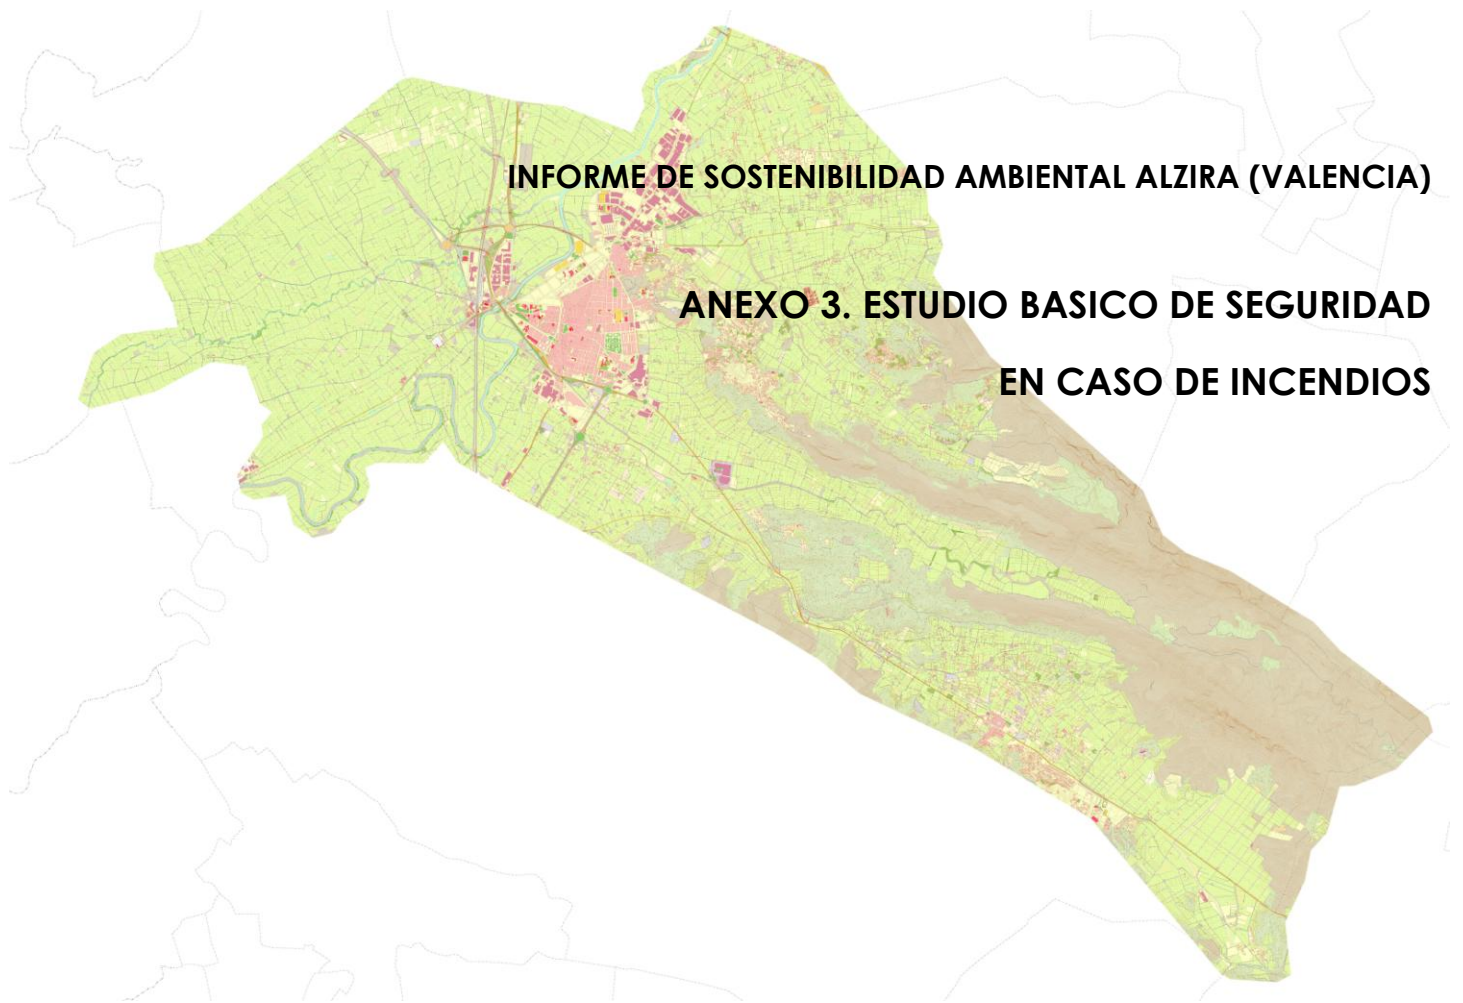 INFORME DE SOSTENIBILIDAD AMBIENTAL ALZIRA (VALENCIA)
ANEXO 3. ESTUDIO BASICO DE SEGURIDAD
EN CASO DE INCENDIOS